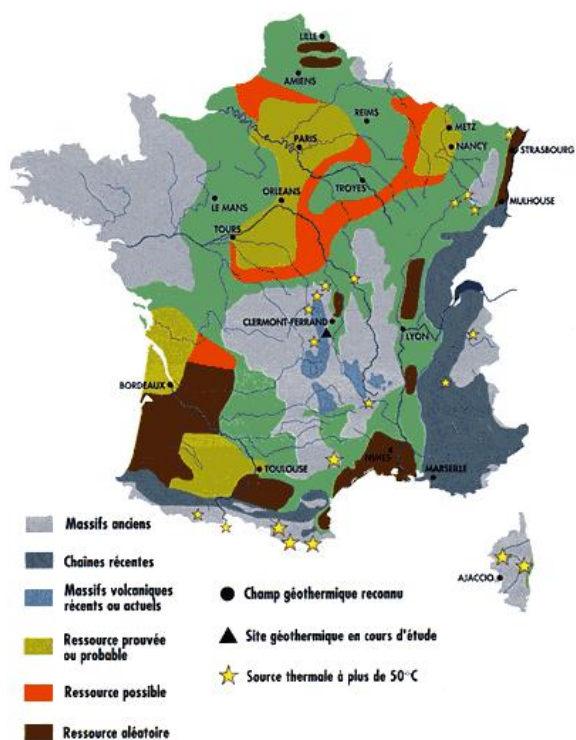 LILLE
AMIENS
REIMS
METZ
PARIS
NANCY
STRASBOURG
TROYES
ORLEANS
LE MANS
MULHOUSE
TOURS
CLERMONT-FERRAND
LYON
BORDEAUX
NIMES
TOULOUSE
MARSEILLE
AJACCIO
Massifs anciens
Chaînes récentes
Massifs volcaniques
récents ou actuels
Ressource prouvée
ou probable
Ressource possible
Ressource aléatoire
Champ géothermique reconnu
Site géothermique en cours d'étude
Source thermale à plus de 50°C